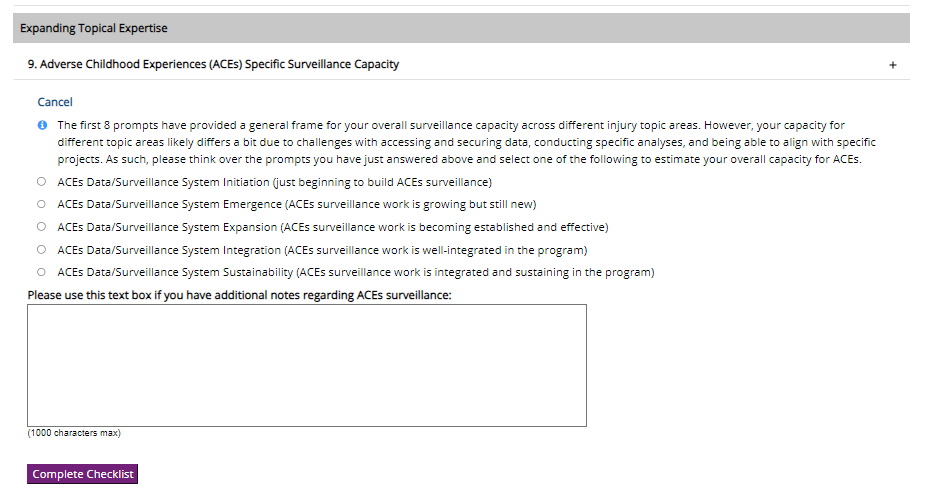 Expanding Topical Expertise
9. Adverse Childhood Experiences (ACEs) Specific Surveillance Capacity +
Cancel
The first 8 prompts have provided a general frame for your overall surveillance capacity across different injury topic areas. However, your capacity for
different topic areas likely differs a bit due to challenges with accessing and securing data, conducting specific analyses, and being able to align with specific
projects. As such, please think over the prompts you have just answered above and select one of the following to estimate your overall capacity for ACEs.
ACEs Data/Surveillance System Initiation (just beginning to build ACEs surveillance)
ACEs Data/Surveillance System Emergence (ACEs surveillance work is growing but still new)
ACEs Data/Surveillance System Expansion (ACEs surveillance work is becoming established and effective)
ACEs Data/Surveillance System Integration (ACEs surveillance work is well-integrated in the program)
ACEs Data/Surveillance System Sustainability (ACEs surveillance work is integrated and sustaining in the program)
Please use this text box if you have additional notes regarding ACEs surveillance:
(1000 characters max)
Complete Checklist